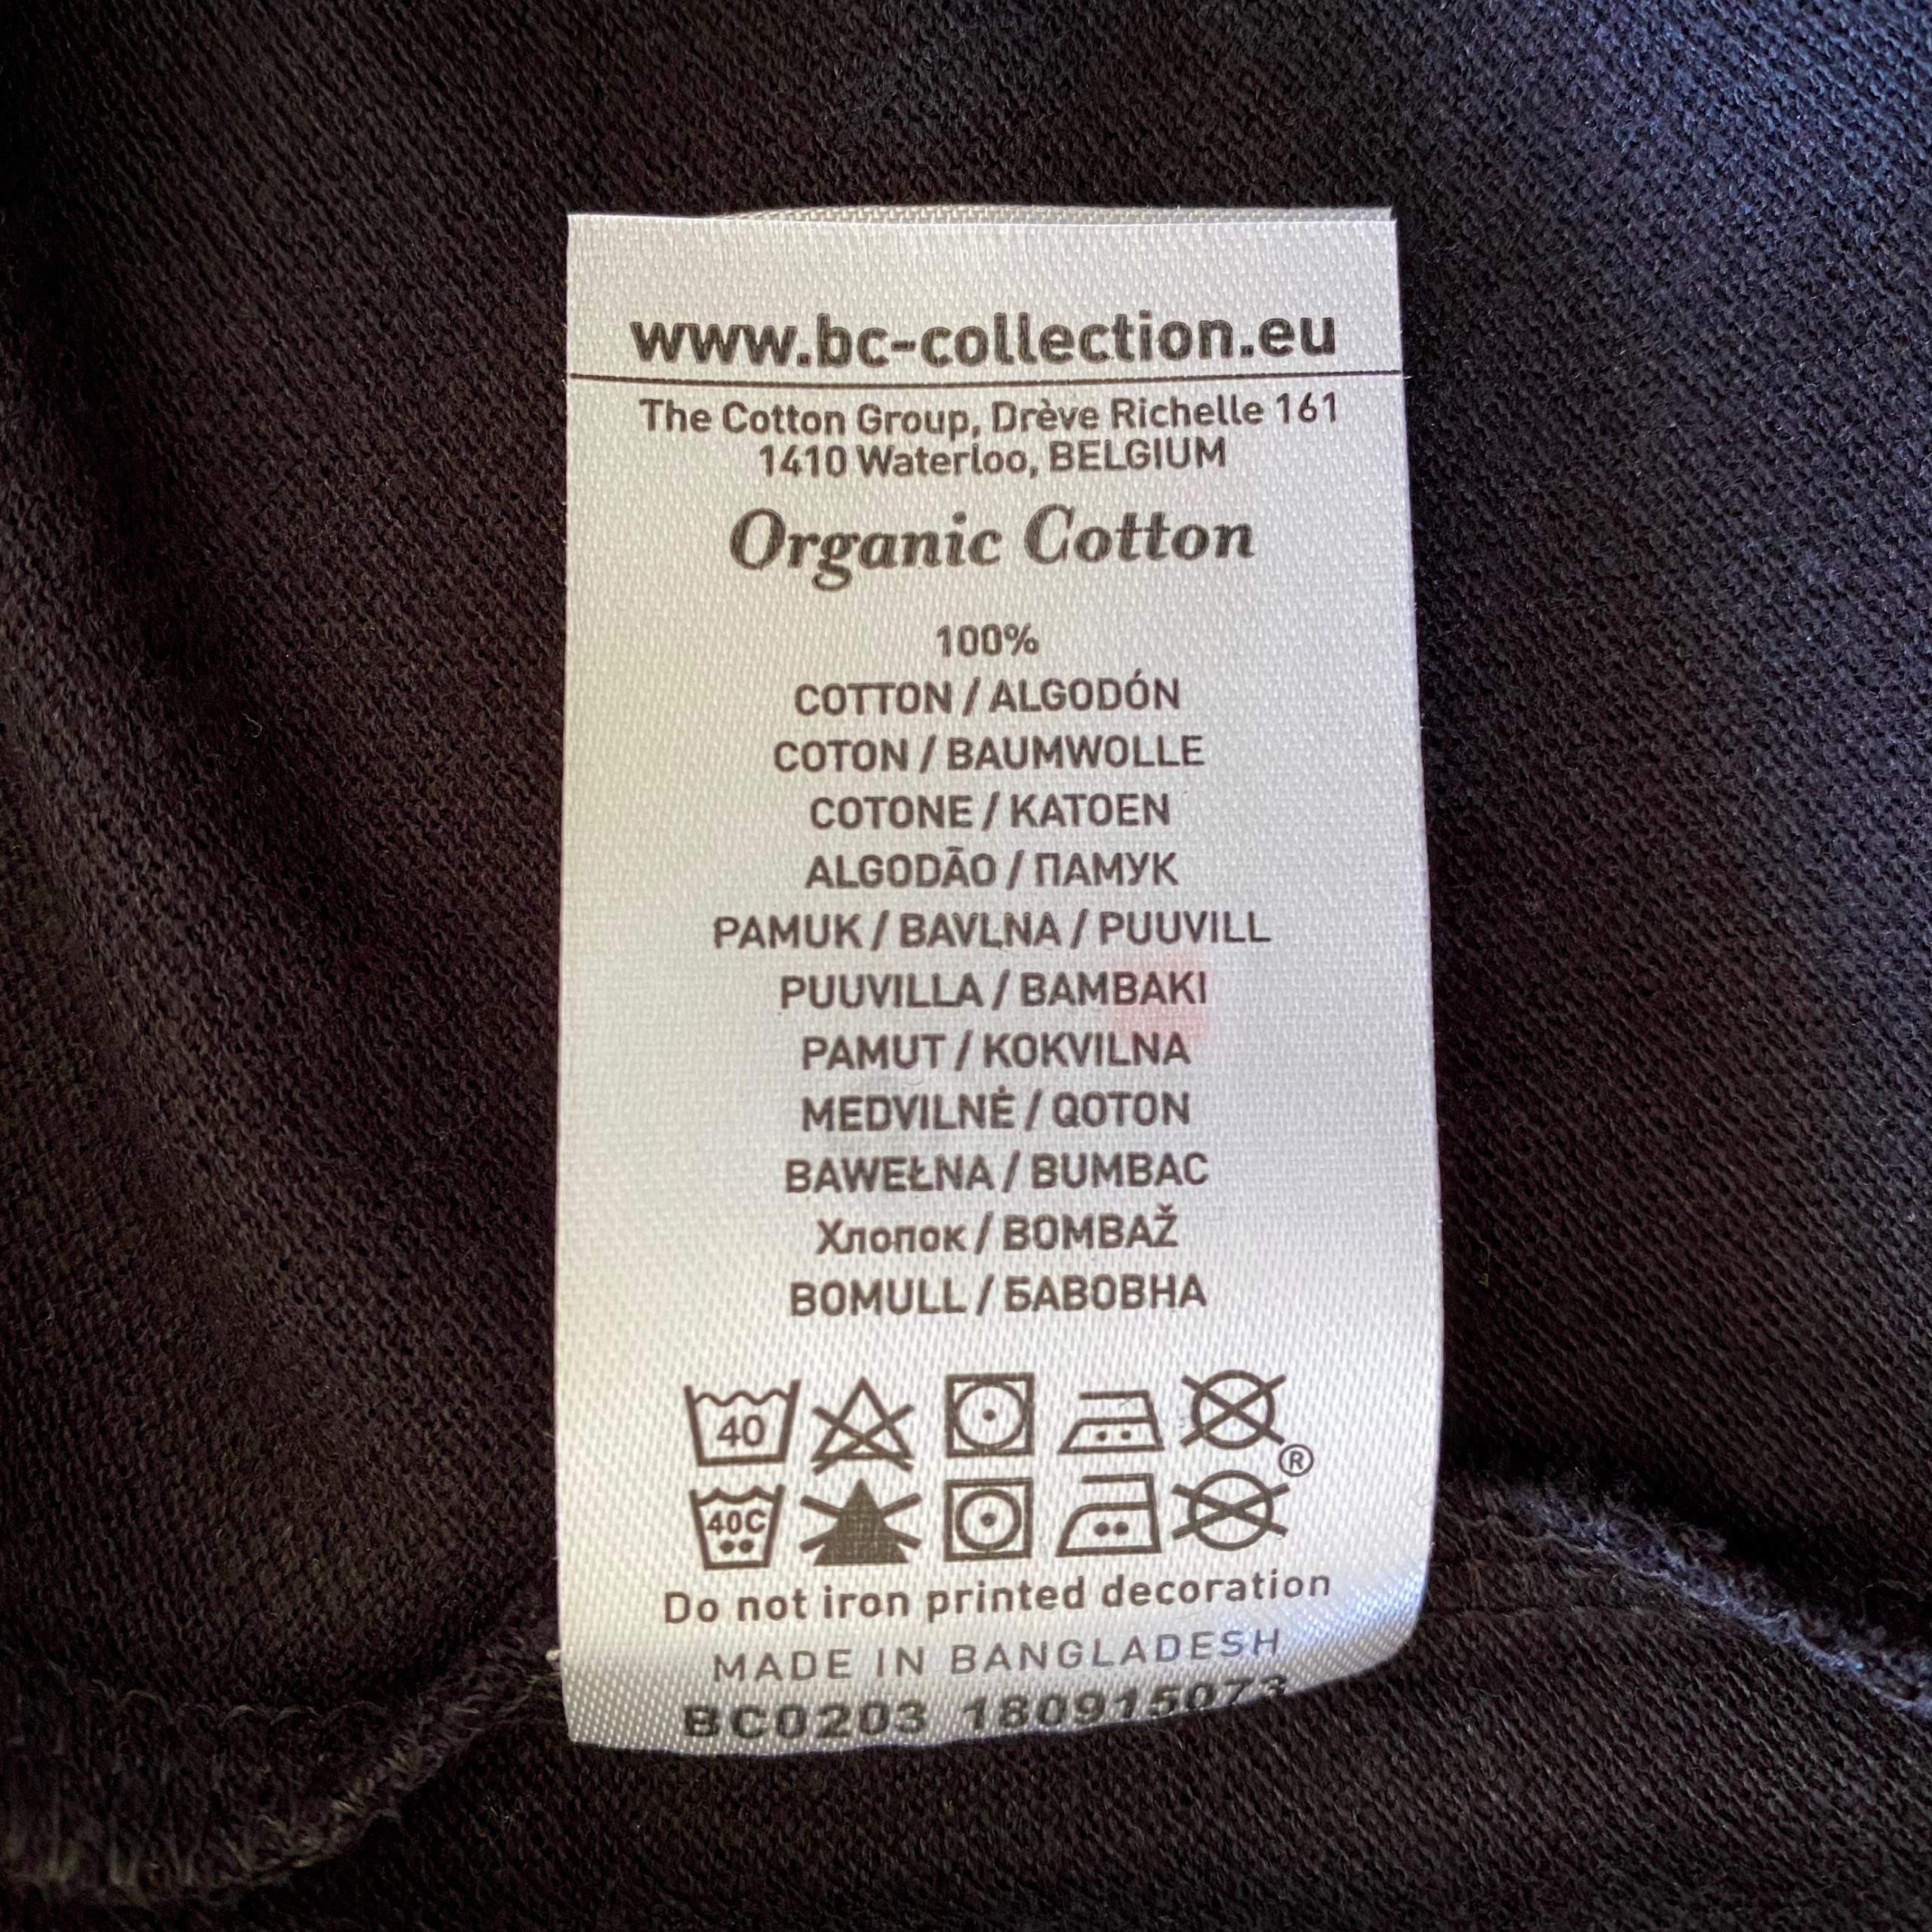 www.bc-collection.eu
The Cotton Group, Drève Richelle 161
1410 Waterloo, BELGIUM
Organic Cotton
100%
COTTON / ALGODÓN
COTON / BAUMWOLLE
COTONE / KATOEN
ALGODÃO / ПАМУК
PAMUK / BAVLNA / PUUVILL
PUUVILLA / BAMBAKI
PAMUT / KOKVILNA
MEDVILNĖ / QOTON
BAWEŁNA / BUMBAC
Хлопок / BOMBAŽ
BOMULL / БАВОВНА
40
®
40C
Do not iron printed decoration
MADE IN BANGLADESH
BC0203 180915073